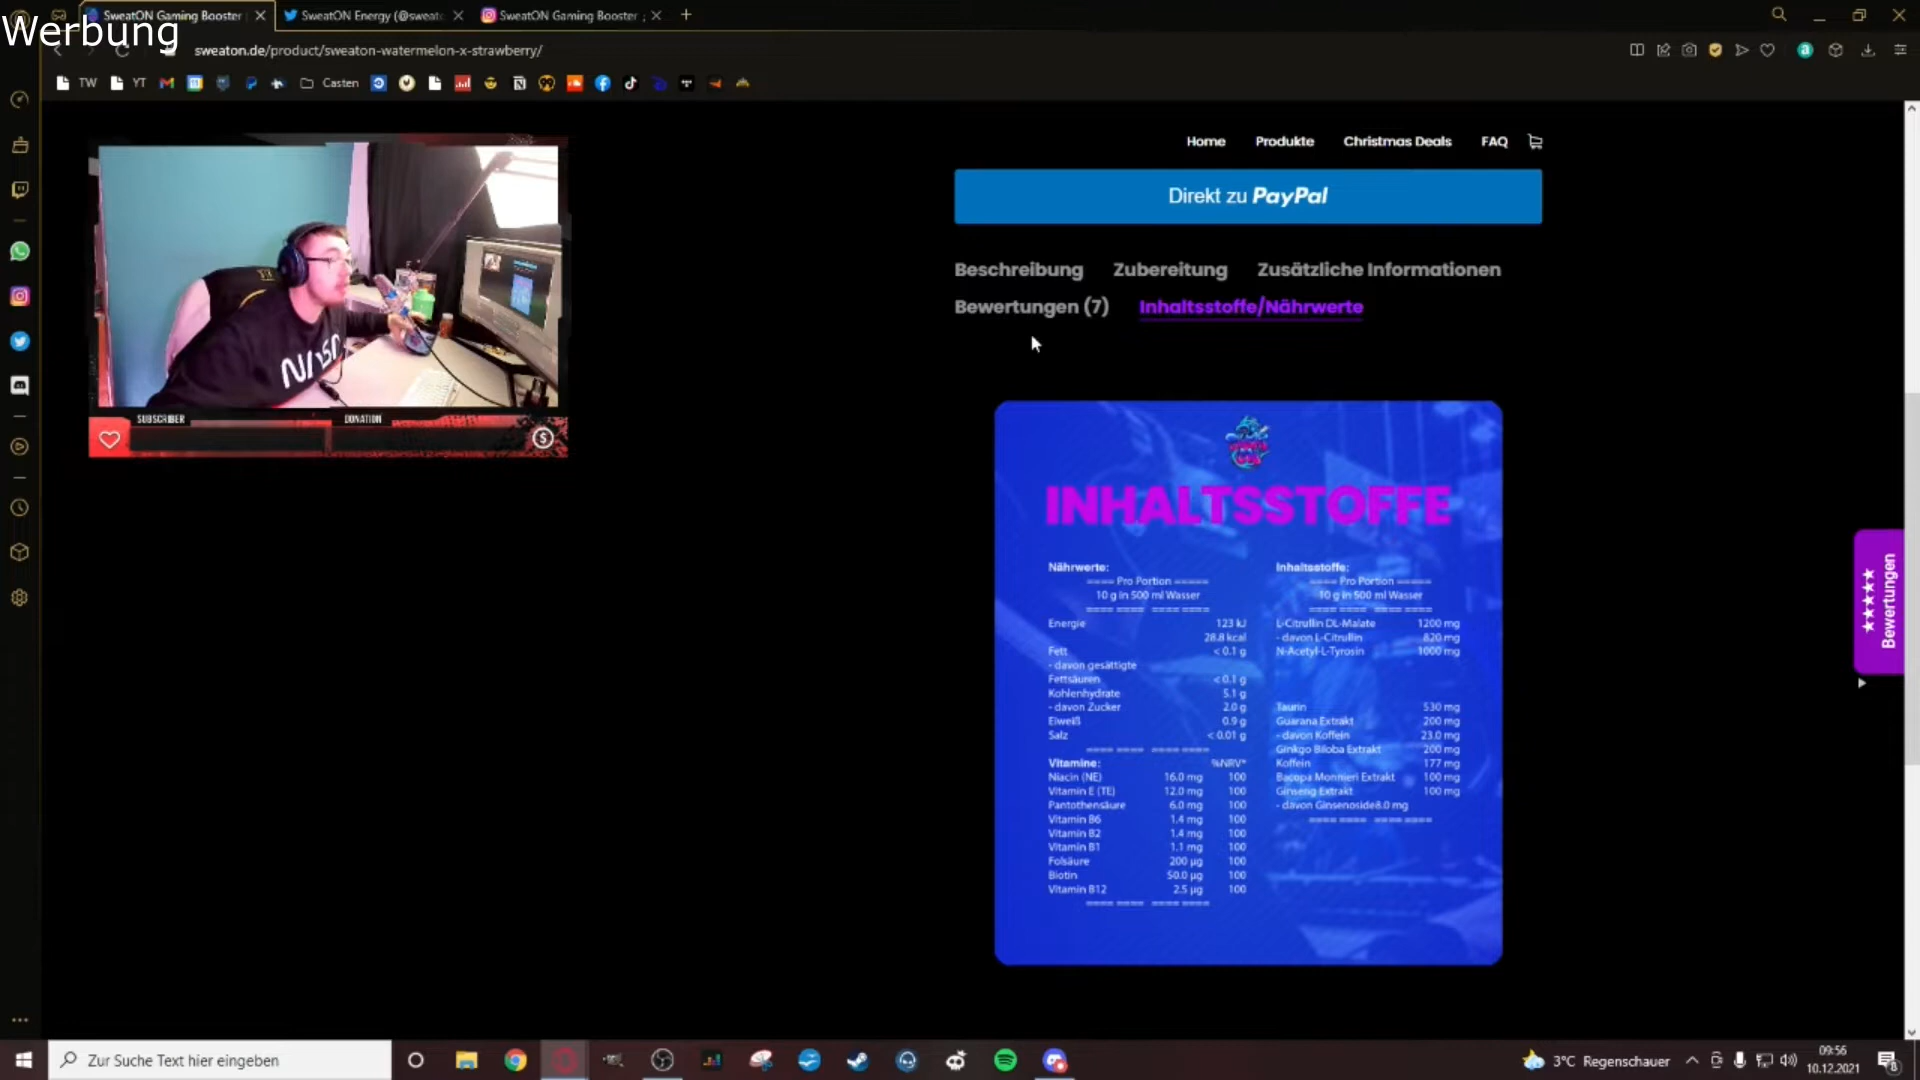 SweatON Gaming Booster
SweatON Energy (@sweat
SweatON Gaming Booster
Werbung
sweaton.de/product/sweaton-watermelon-x-strawberry/
TW
YT
Casten
Home Produkte Christmas Deals FAQ
Direkt zu PayPal
Beschreibung Zubereitung Zusätzliche Informationen
Bewertungen (7) Inhaltsstoffe/Nährwerte
SUBSCRIBER DONATION
INHALTSSTOFFE
Nährwerte:
==== Pro Portion =====
10 g in 500 ml Wasser
==== ==== ==== ====
Energie 123 kJ
28.8 kcal
Fett < 0.1 g
- davon gesättigte
Fettsäuren < 0.1 g
Kohlenhydrate 5.1 g
- davon Zucker 2.0 g
Eiweiß 0.9 g
Salz < 0.01 g
==== ==== ==== ====
Vitamine: %NRV*
Niacin (NE) 16.0 mg 100
Vitamin E (TE) 12.0 mg 100
Pantothensäure 6.0 mg 100
Vitamin B6 1.4 mg 100
Vitamin B2 1.4 mg 100
Vitamin B1 1.1 mg 100
Folsäure 200 µg 100
Biotin 50.0 µg 100
Vitamin B12 2.5 µg 100
==== ==== ==== ====
Inhaltsstoffe:
==== Pro Portion =====
10 g in 500 ml Wasser
==== ==== ==== ====
L-Citrullin DL-Malate 1200 mg
- davon L-Citrullin 820 mg
N-Acetyl-L-Tyrosin 1000 mg
Taurin 530 mg
Guarana Extrakt 200 mg
- davon Koffein 23.0 mg
Ginkgo Biloba Extrakt 200 mg
Koffein 177 mg
Bacopa Monnieri Extrakt 100 mg
Ginseng Extrakt 100 mg
- davon Ginsenoside8.0 mg
==== ==== ==== ====
★★★★★
Bewertungen
Zur Suche Text hier eingeben
3°C Regenschauer
09:56
10.12.2021